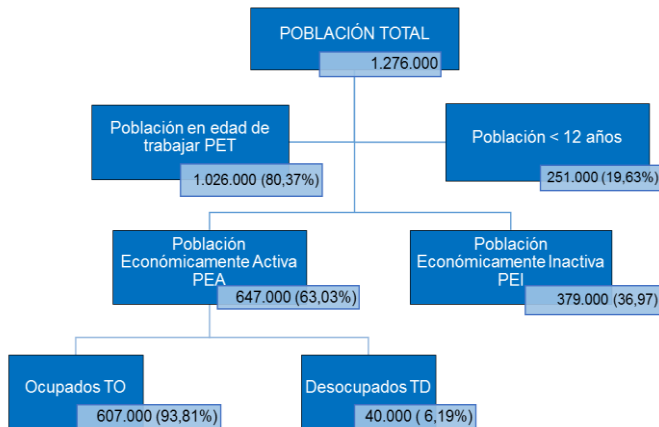 POBLACIÓN TOTAL
1.276.000
Población en edad de
trabajar PET
1.026.000 (80,37%)
Población < 12 años
251.000 (19,63%)
Población
Económicamente Activa
PEA
647.000 (63,03%)
Población
Económicamente Inactiva
PEI
379.000 (36,97)
Ocupados TO
607.000 (93,81%)
Desocupados TD
40.000 ( 6,19%)